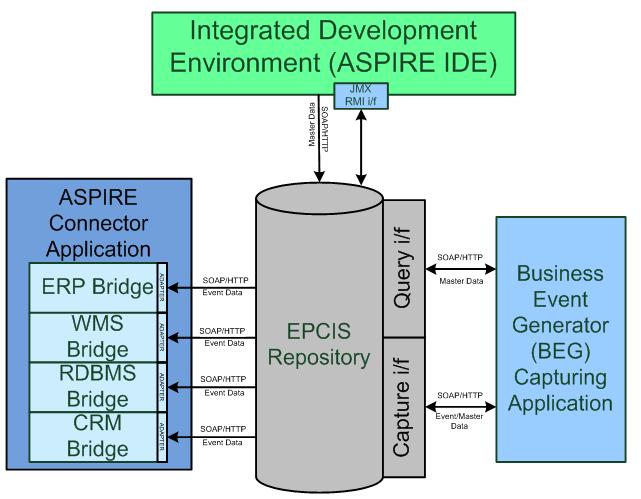 Integrated Development
Environment (ASPIRE IDE)
JMX
RMI i/f
Master Data
SOAP/HTTP
ASPIRE
Connector
Application
ERP Bridge
ADAPTER
WMS
Bridge
ADAPTER
RDBMS
Bridge
ADAPTER
CRM
Bridge
ADAPTER
SOAP/HTTP
Event Data
SOAP/HTTP
Event Data
SOAP/HTTP
Event Data
SOAP/HTTP
Event Data
EPCIS
Repository
Query i/f
Capture i/f
SOAP/HTTP
Master Data
SOAP/HTTP
Event/Master
Data
Business
Event
Generator
(BEG)
Capturing
Application